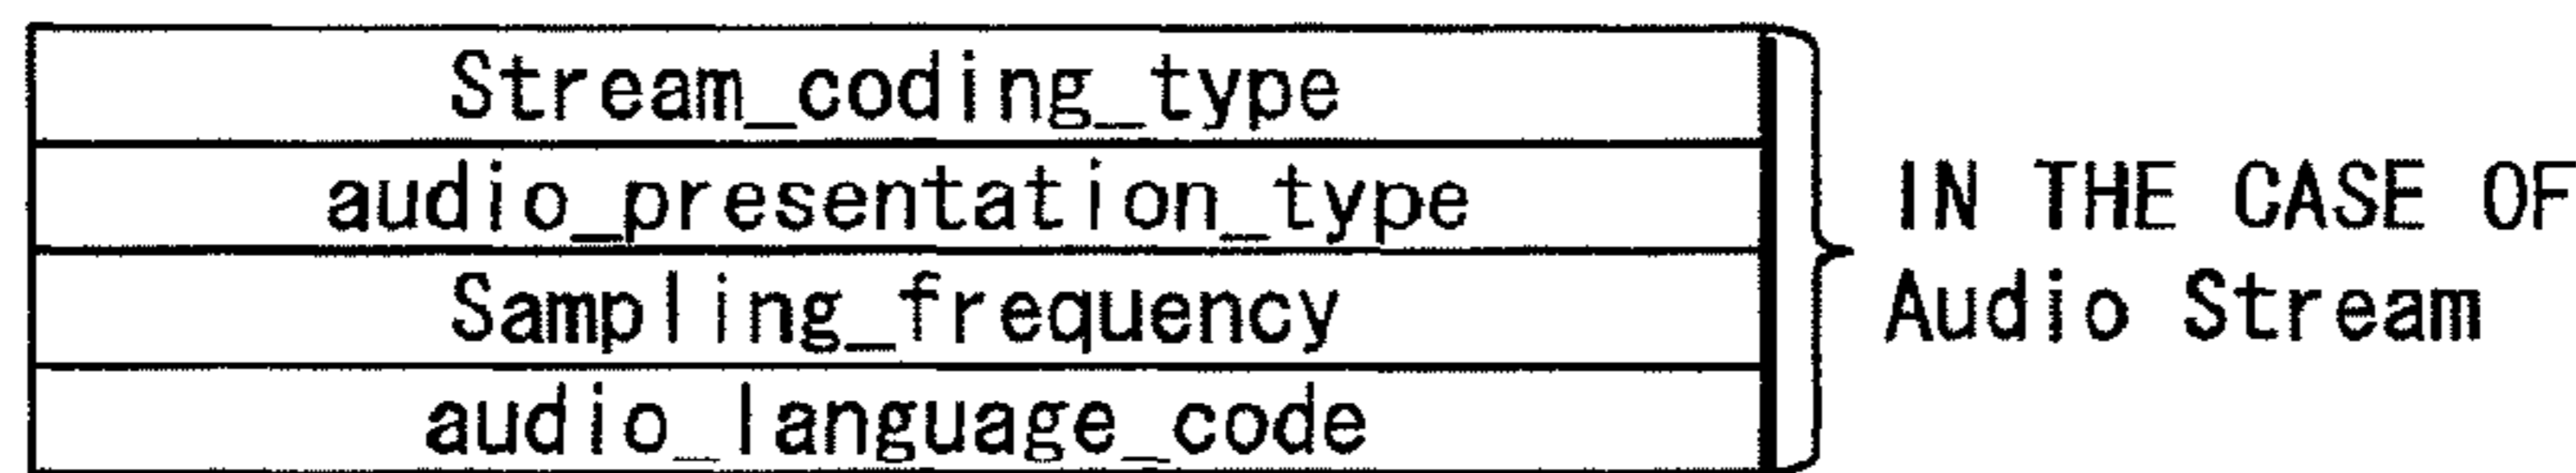 Stream_coding_type
audio_presentation_type
Sampling_frequency
audio_language_code
IN THE CASE OF
Audio Stream